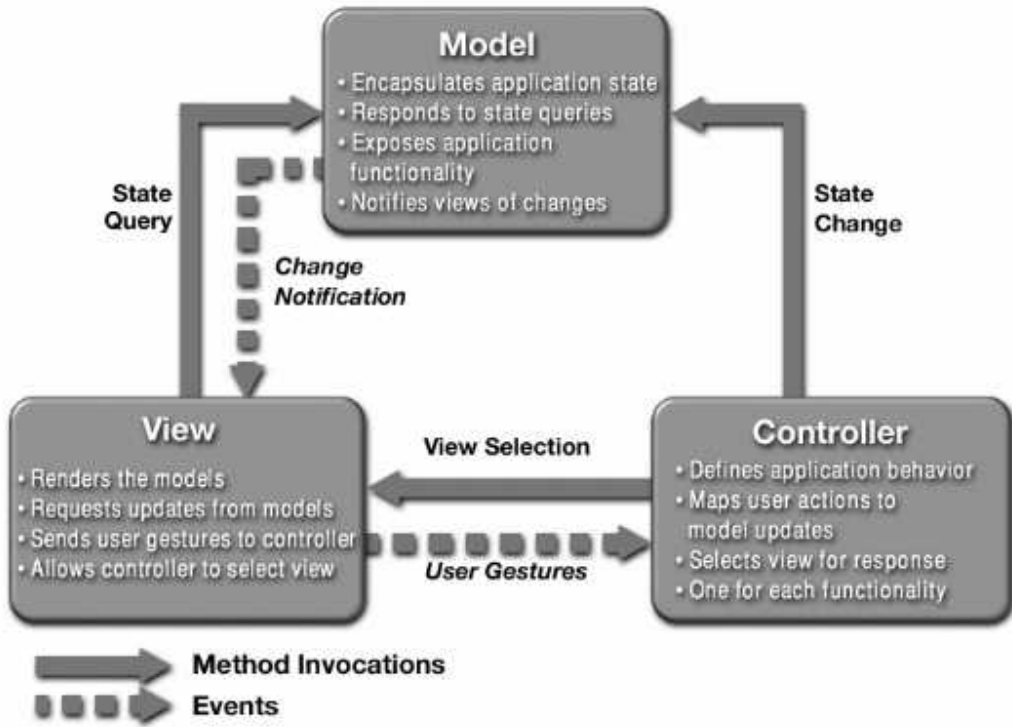 Model
• Encapsulates application state
• Responds to state queries
• Exposes application
functionality
• Notifies views of changes
State
Query
State
Change
Change
Notification
View
• Renders the models
• Requests updates from models
• Sends user gestures to controller
• Allows controller to select view
View Selection
User Gestures
Controller
• Defines application behavior
• Maps user actions to
model updates
• Selects view for response
• One for each functionality
Method Invocations
Events